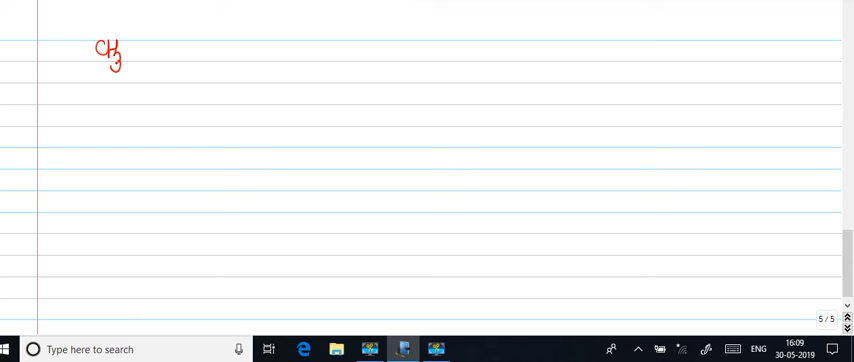 CH3
5 / 5
Type here to search
ENG
16:09
30-05-2019